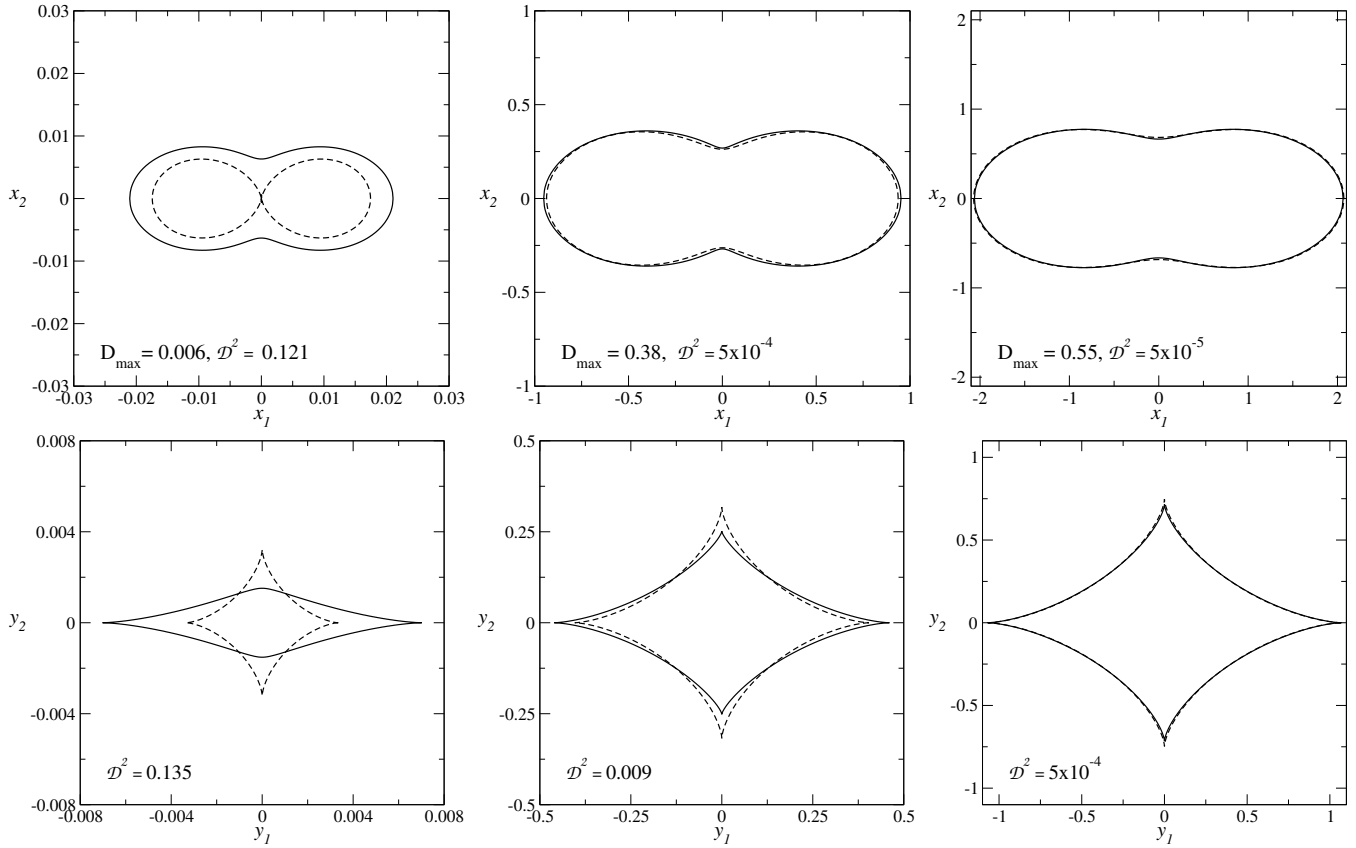 0.03
0.02
0.01
0
-0.01
-0.02
-0.03
x2
-0.03 -0.02 -0.01 0 0.01 0.02 0.03
x1
Dmax = 0.006, 𝒟² = 0.121
1
0.5
0
-0.5
-1
x2
-1 -0.5 0 0.5 1
x1
Dmax = 0.38, 𝒟² = 5x10⁻⁴
2
1
0
-1
-2
x2
-2 -1 0 1 2
x1
Dmax = 0.55, 𝒟² = 5x10⁻⁵
0.008
0.004
0
-0.004
-0.008
y2
-0.008 -0.004 0 0.004 0.008
y1
𝒟² = 0.135
0.5
0.25
0
-0.25
-0.5
y2
-0.5 -0.25 0 0.25 0.5
y1
𝒟² = 0.009
1
0.5
0
-0.5
-1
y2
-1 -0.5 0 0.5 1
y1
𝒟² = 5x10⁻⁴